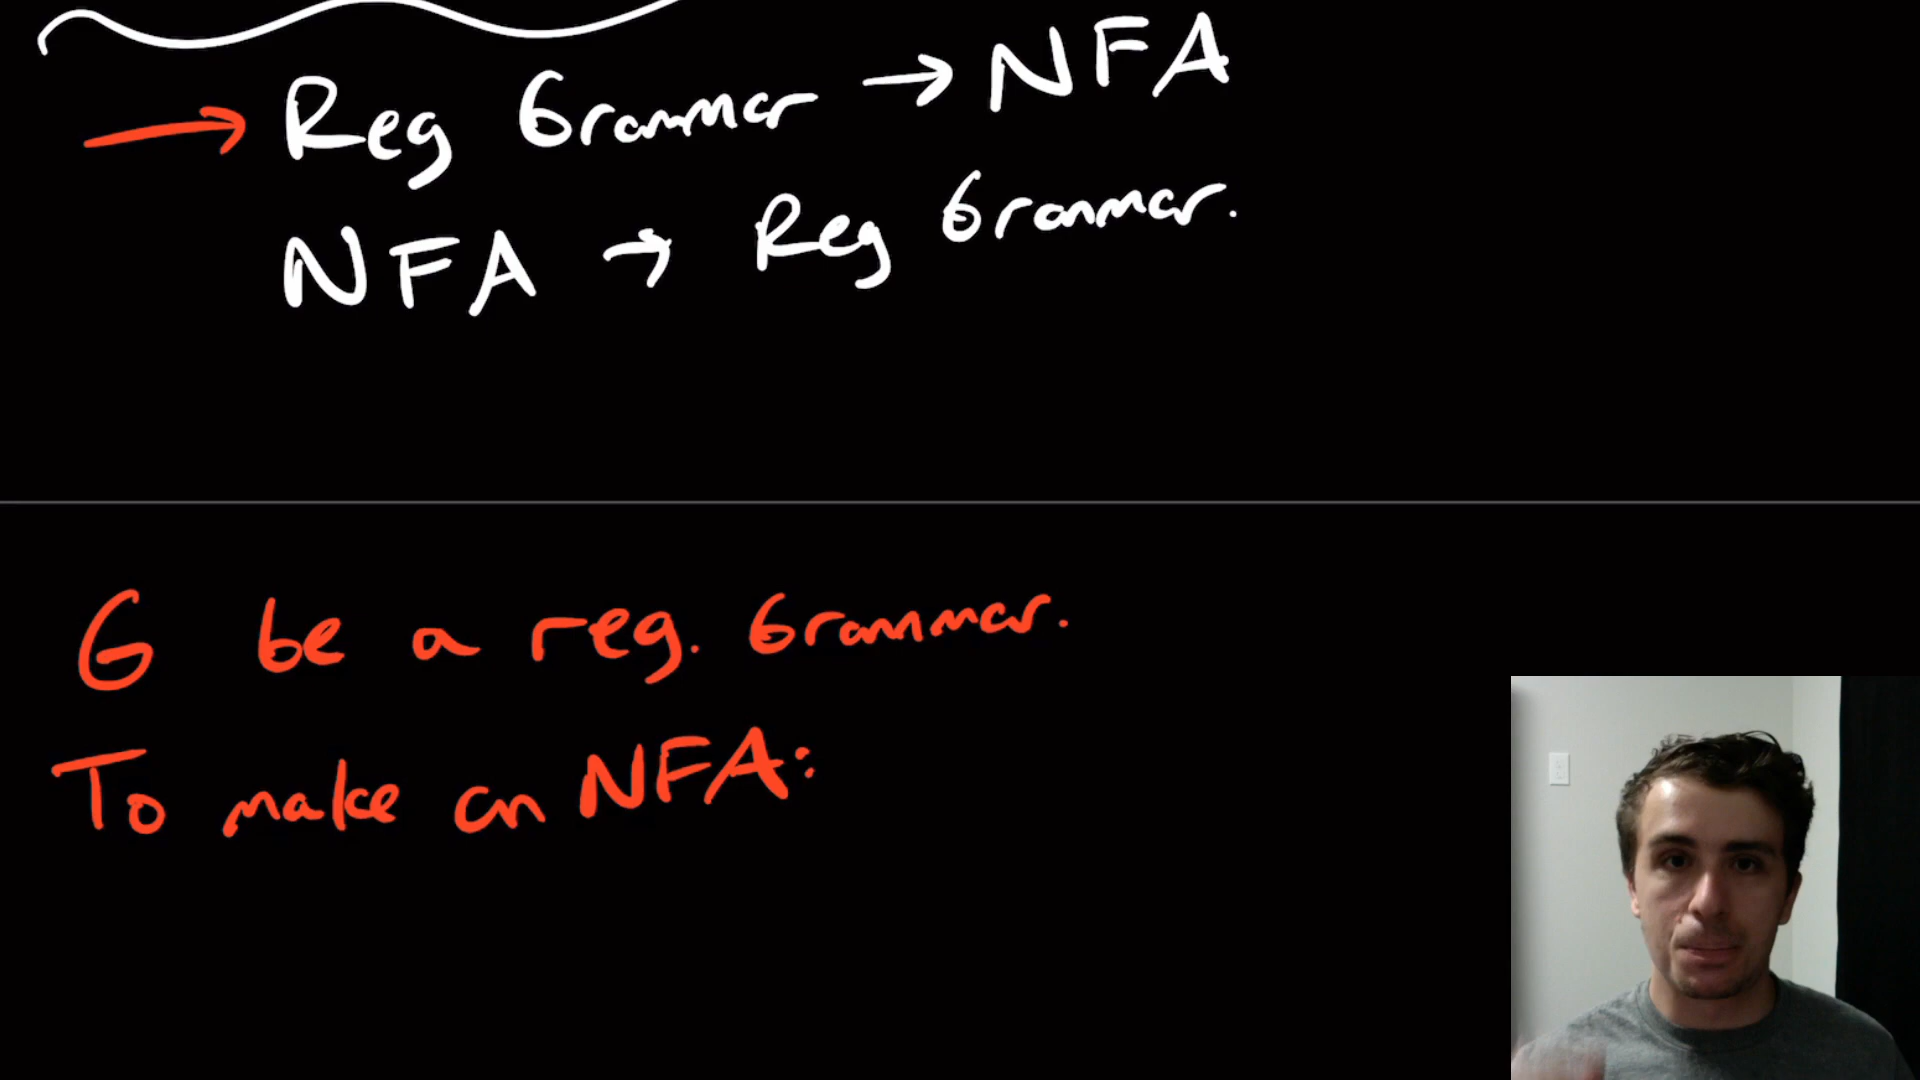 → Reg Grammar → NFA
NFA → Reg Grammar.
G be a reg. Grammar.
To make an NFA: